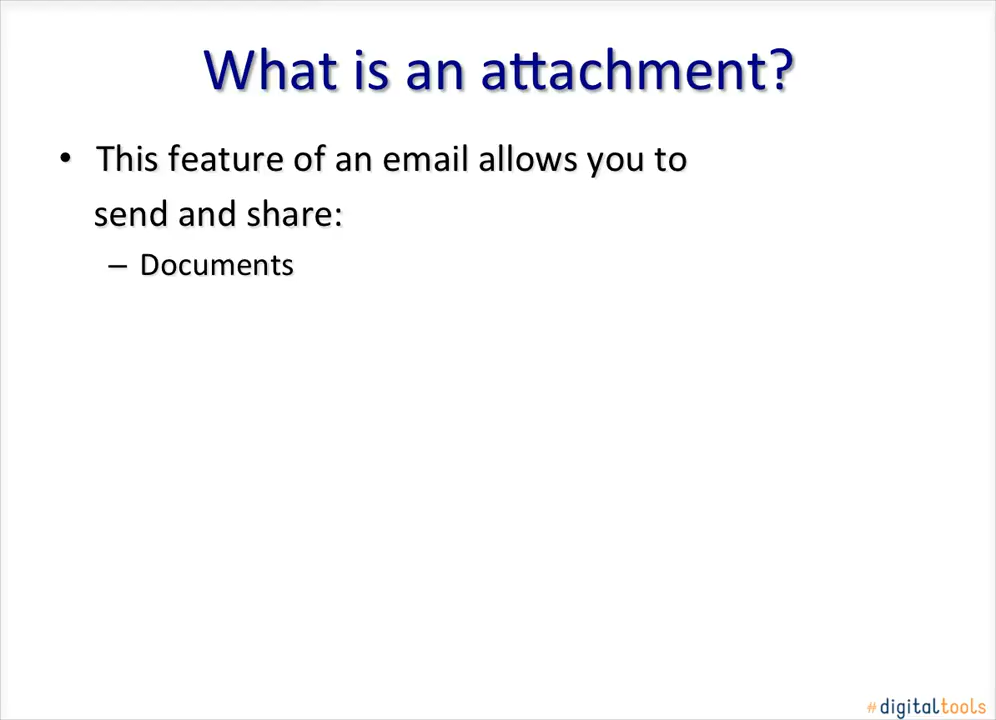 What is an attachment?
• This feature of an email allows you to
send and share:
– Documents
#digitaltools